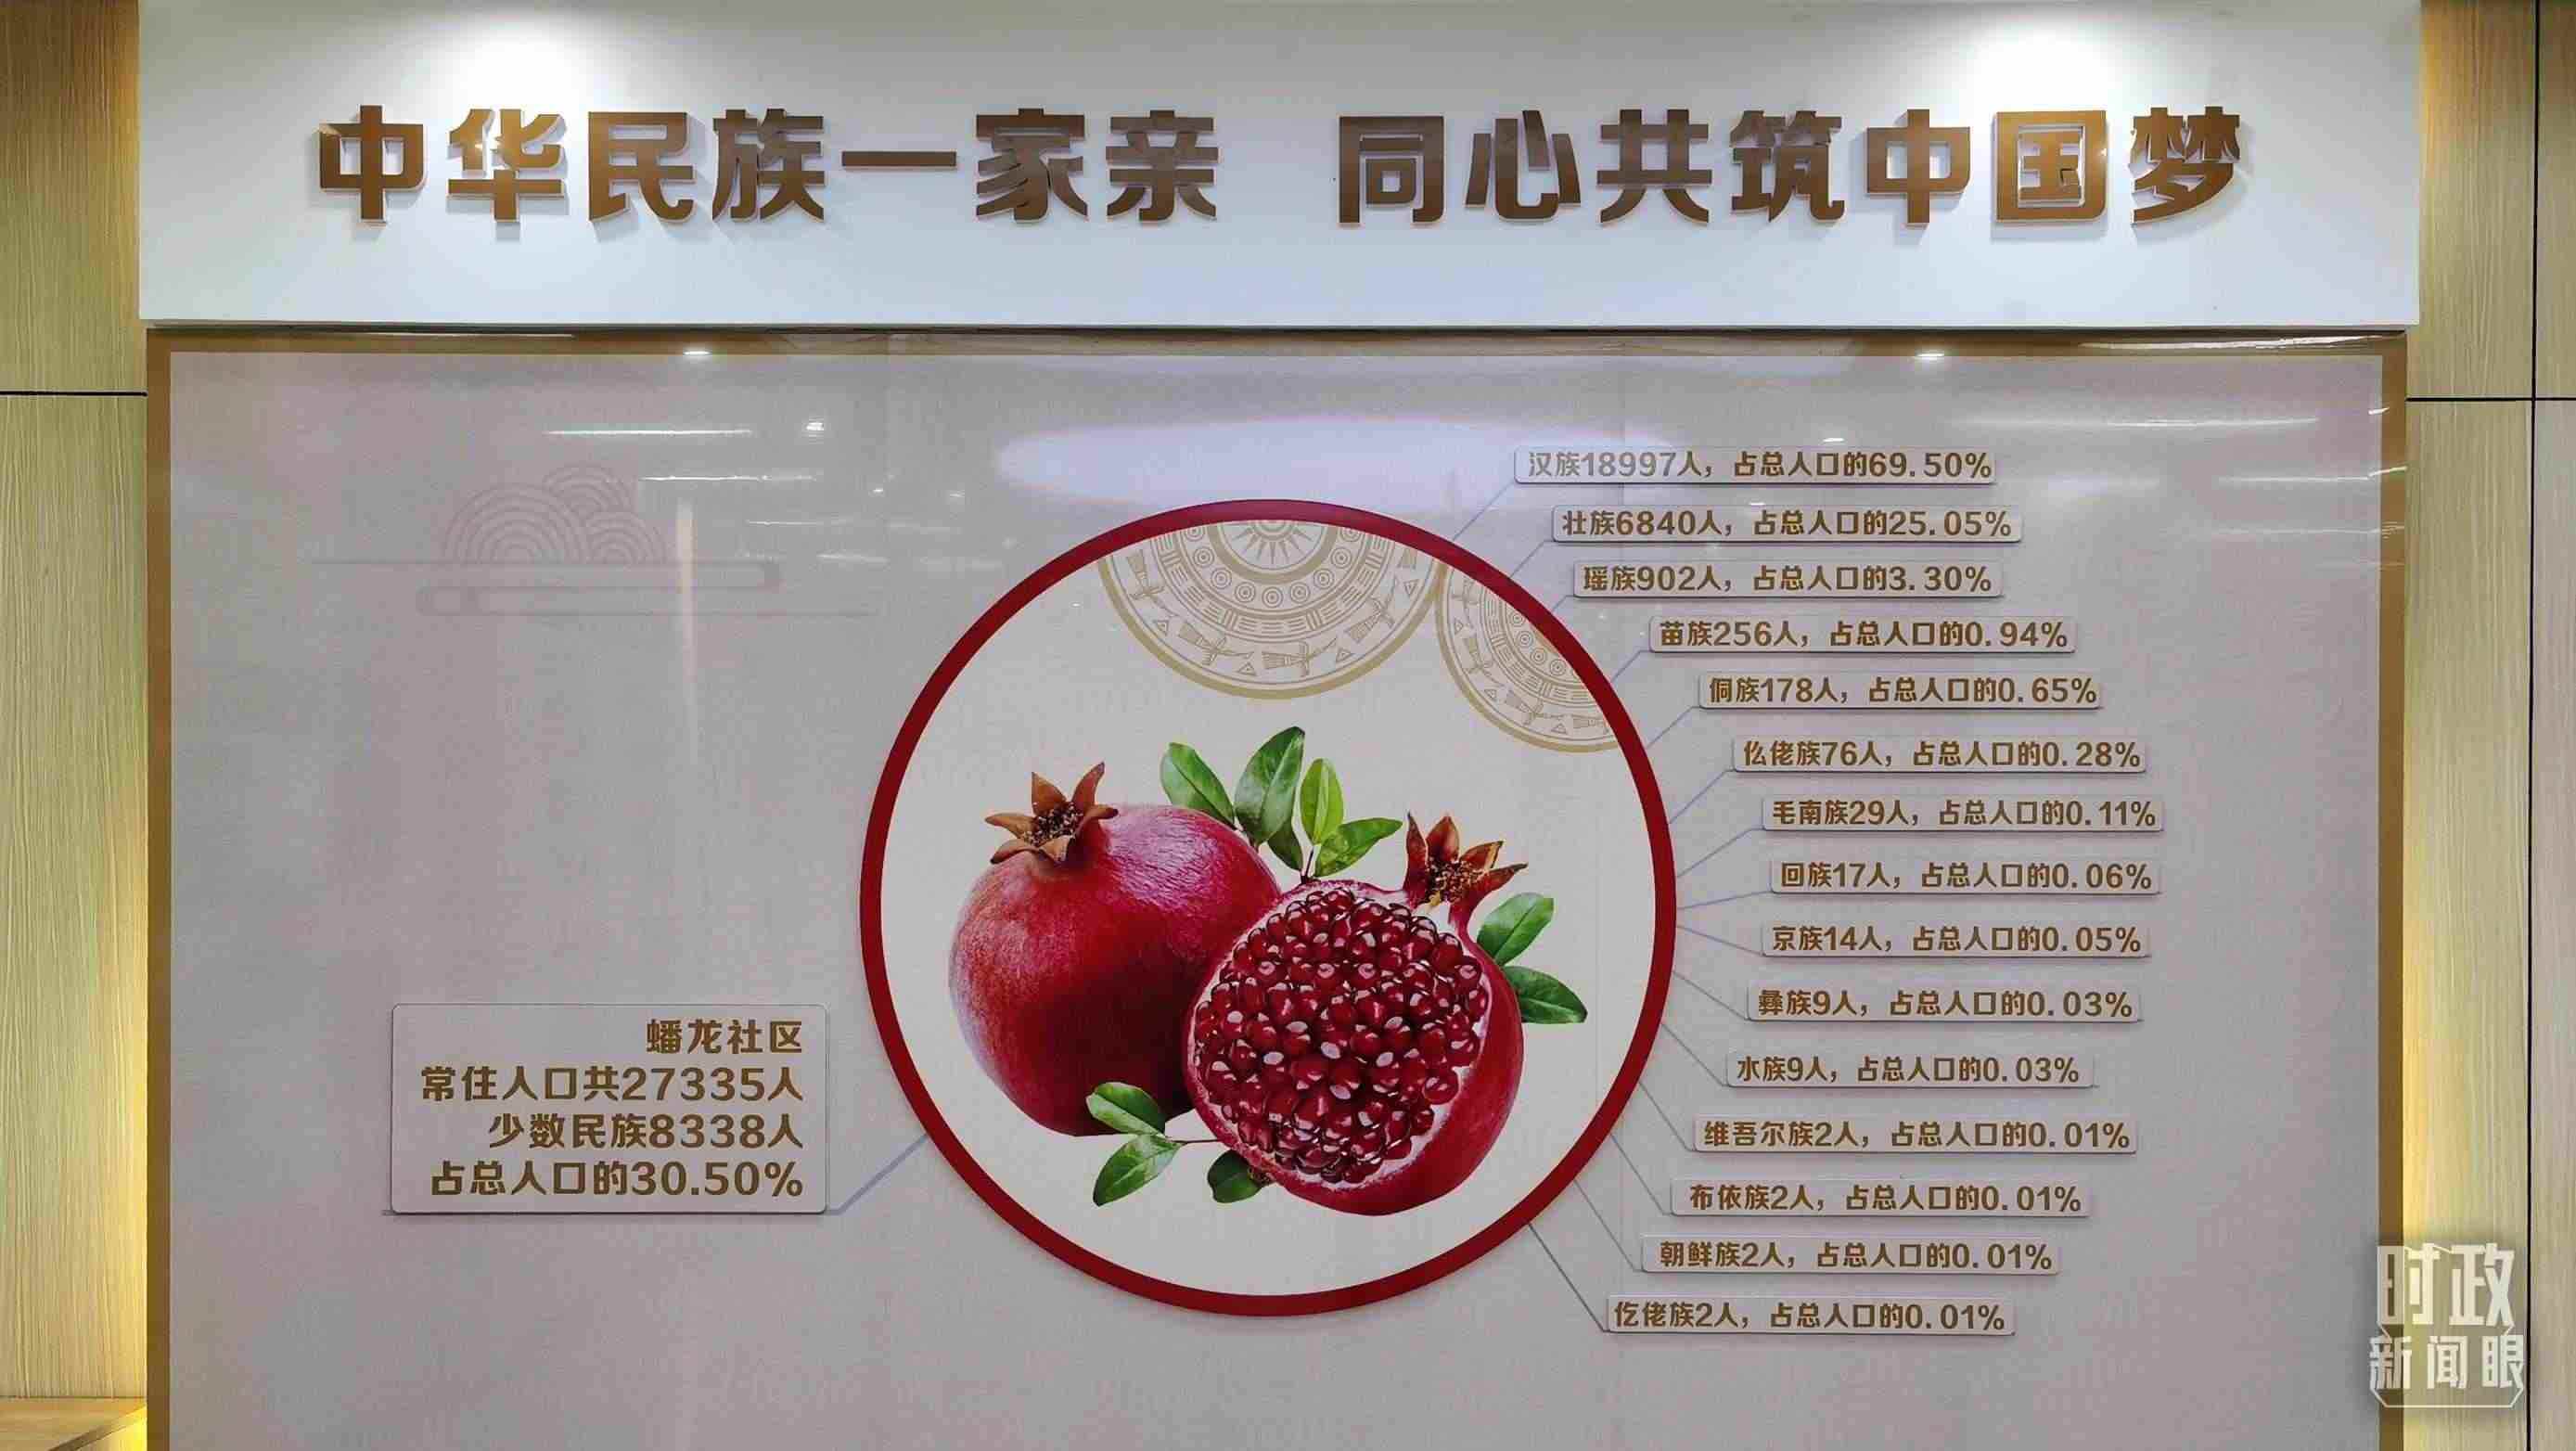 中华民族一家亲 同心共筑中国梦
汉族18997人，占总人口的69.50%
壮族6840人，占总人口的25.05%
瑶族902人，占总人口的3.30%
苗族256人，占总人口的0.94%
侗族178人，占总人口的0.65%
仫佬族76人，占总人口的0.28%
毛南族29人，占总人口的0.11%
回族17人，占总人口的0.06%
京族14人，占总人口的0.05%
彝族9人，占总人口的0.03%
水族9人，占总人口的0.03%
维吾尔族2人，占总人口的0.01%
布依族2人，占总人口的0.01%
朝鲜族2人，占总人口的0.01%
仡佬族2人，占总人口的0.01%
蟠龙社区
常住人口共27335人
少数民族8338人
占总人口的30.50%
时政
新闻眼